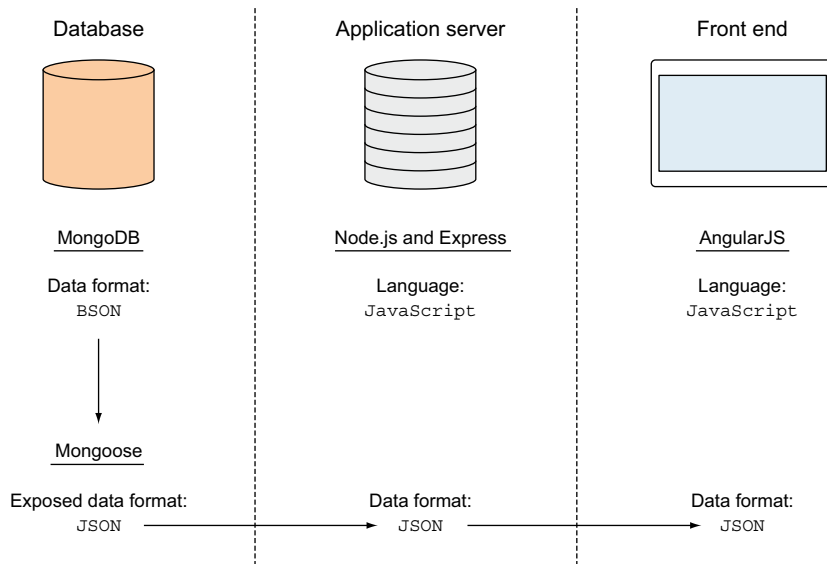 Database
Application server
Front end
MongoDB
Node.js and Express
AngularJS
Data format:
BSON
Language:
JavaScript
Language:
JavaScript
Mongoose
Exposed data format:
JSON
Data format:
JSON
Data format:
JSON